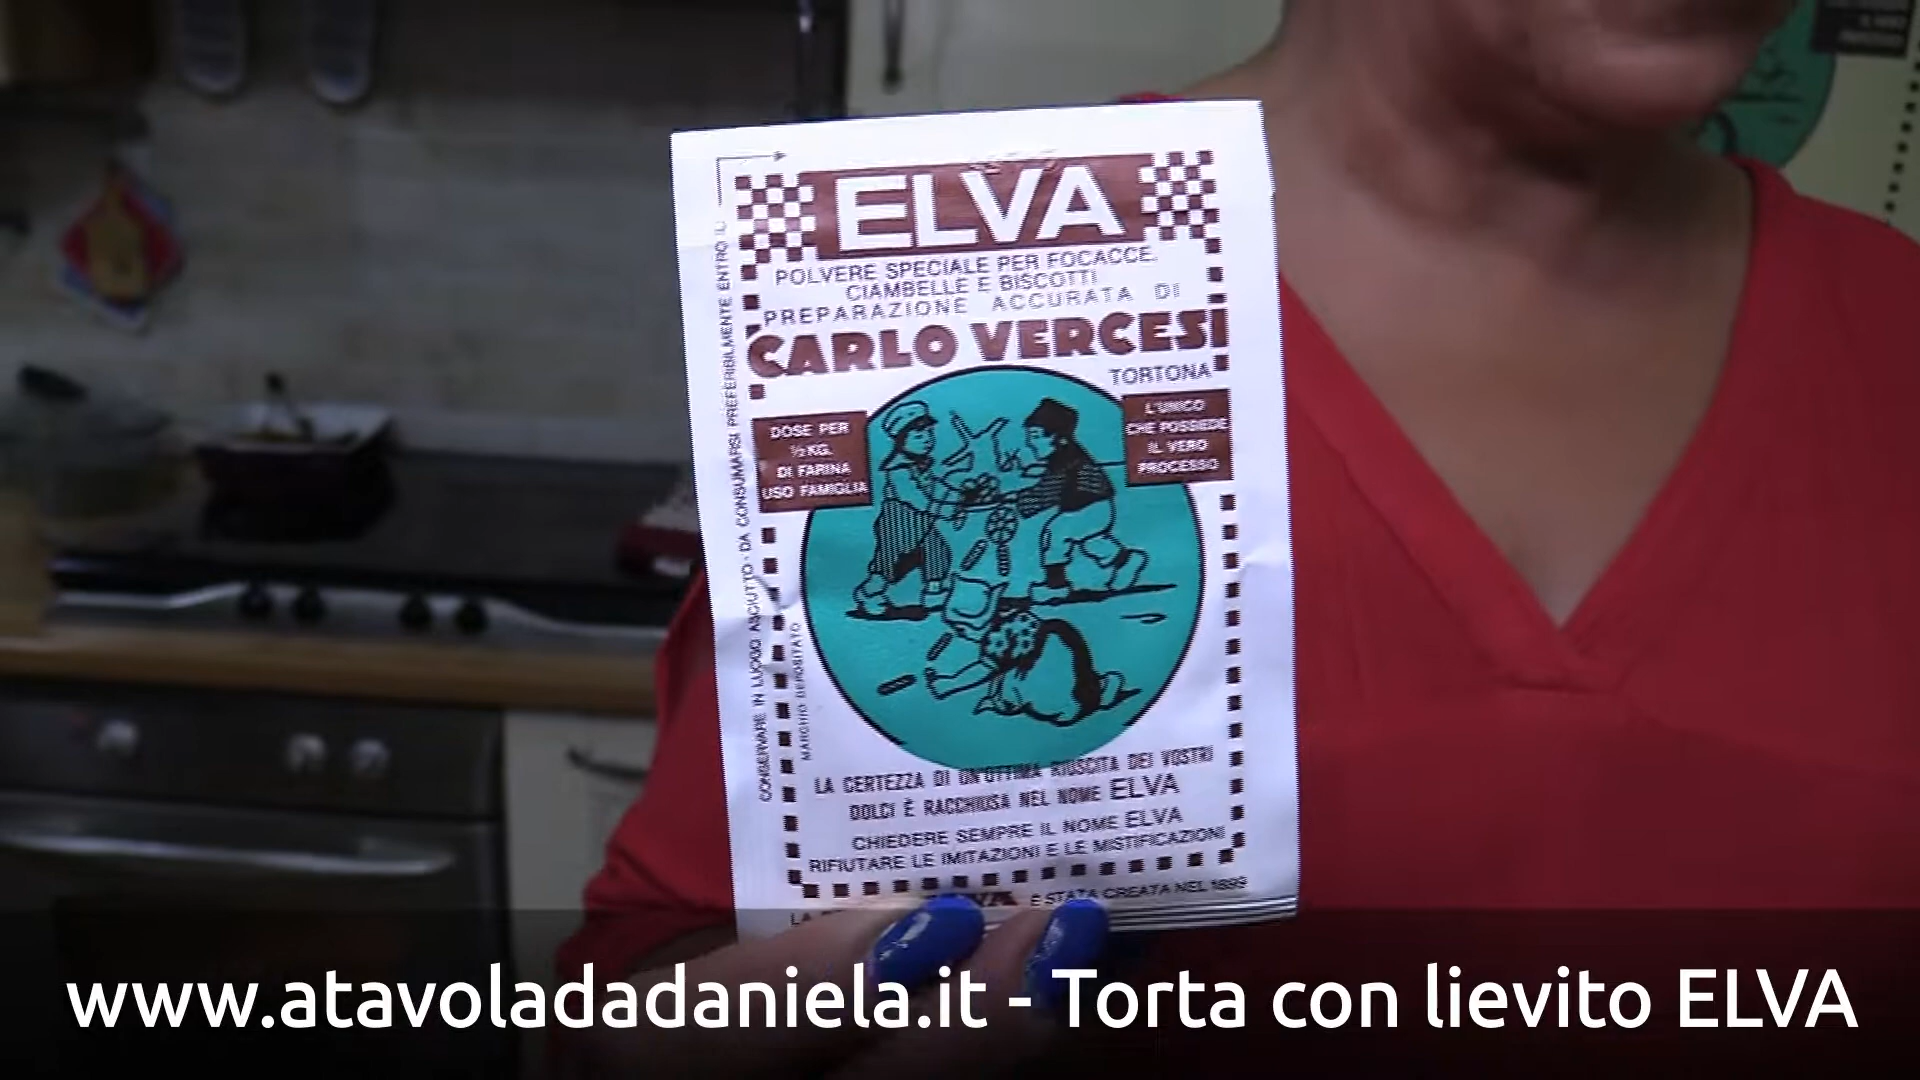 ELVA
POLVERE SPECIALE PER FOCACCE,
CIAMBELLE E BISCOTTI
PREPARAZIONE ACCURATA DI
CARLO VERCESI
TORTONA
DOSE PER
½ KG.
DI FARINA
USO FAMIGLIA
L'UNICO
CHE POSSIEDE
IL VERO
PROCESSO
CONSERVARE IN LUOGO ASCIUTTO - DA CONSUMARSI PREFERIBILMENTE ENTRO IL
MARCHIO DEPOSITATO
LA CERTEZZA DI UN'OTTIMA RIUSCITA DEI VOSTRI
DOLCI È RACCHIUSA NEL NOME ELVA
CHIEDERE SEMPRE IL NOME ELVA
RIFIUTARE LE IMITAZIONI E LE MISTIFICAZIONI
LA ELVA È STATA CREATA NEL 1899
www.atavoladadaniela.it - Torta con lievito ELVA